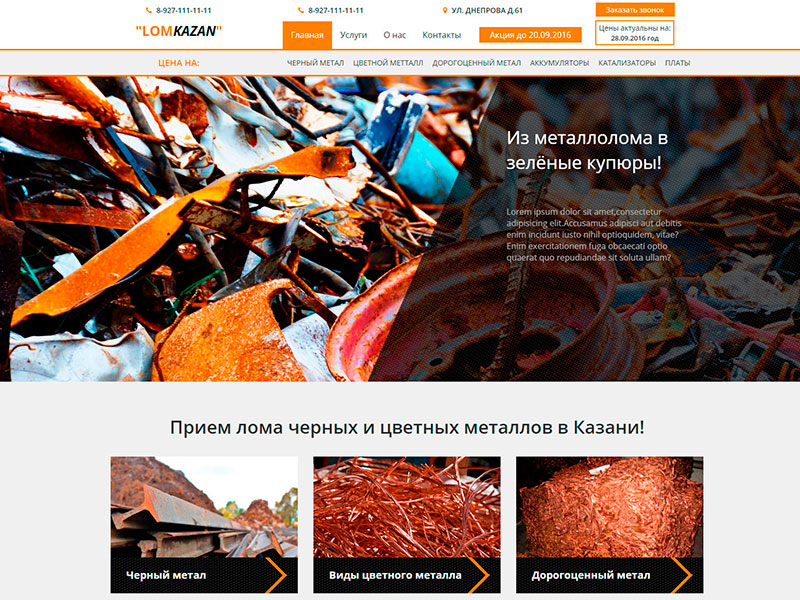 8-927-111-11-11
8-927-111-11-11
УЛ. ДНЕПРОВА Д.61
Заказать звонок
"LOMKAZAN"
Главная
Услуги
О нас
Контакты
Акция до 20.09.2016
Цены актуальны на:
28.09.2016 год
ЦЕНА НА:
ЧЕРНЫЙ МЕТАЛ
ЦВЕТНОЙ МЕТТАЛЛ
ДОРОГОЦЕННЫЙ МЕТАЛ
АККУМУЛЯТОРЫ
КАТАЛИЗАТОРЫ
ПЛАТЫ
Из металлолома в
зелёные купюры!
Lorem ipsum dolor sit amet,consectetur
adipisicing elit.Accusamus adipisci aut debitis
enim incidunt iusto nihil optioquidem, vitae?
Enim exercitationem fuga obcaecati optio
quaerat quo repudiandae sit soluta ullam?
Прием лома черных и цветных металлов в Казани!
Черный метал
Виды цветного металла
Дорогоценный метал